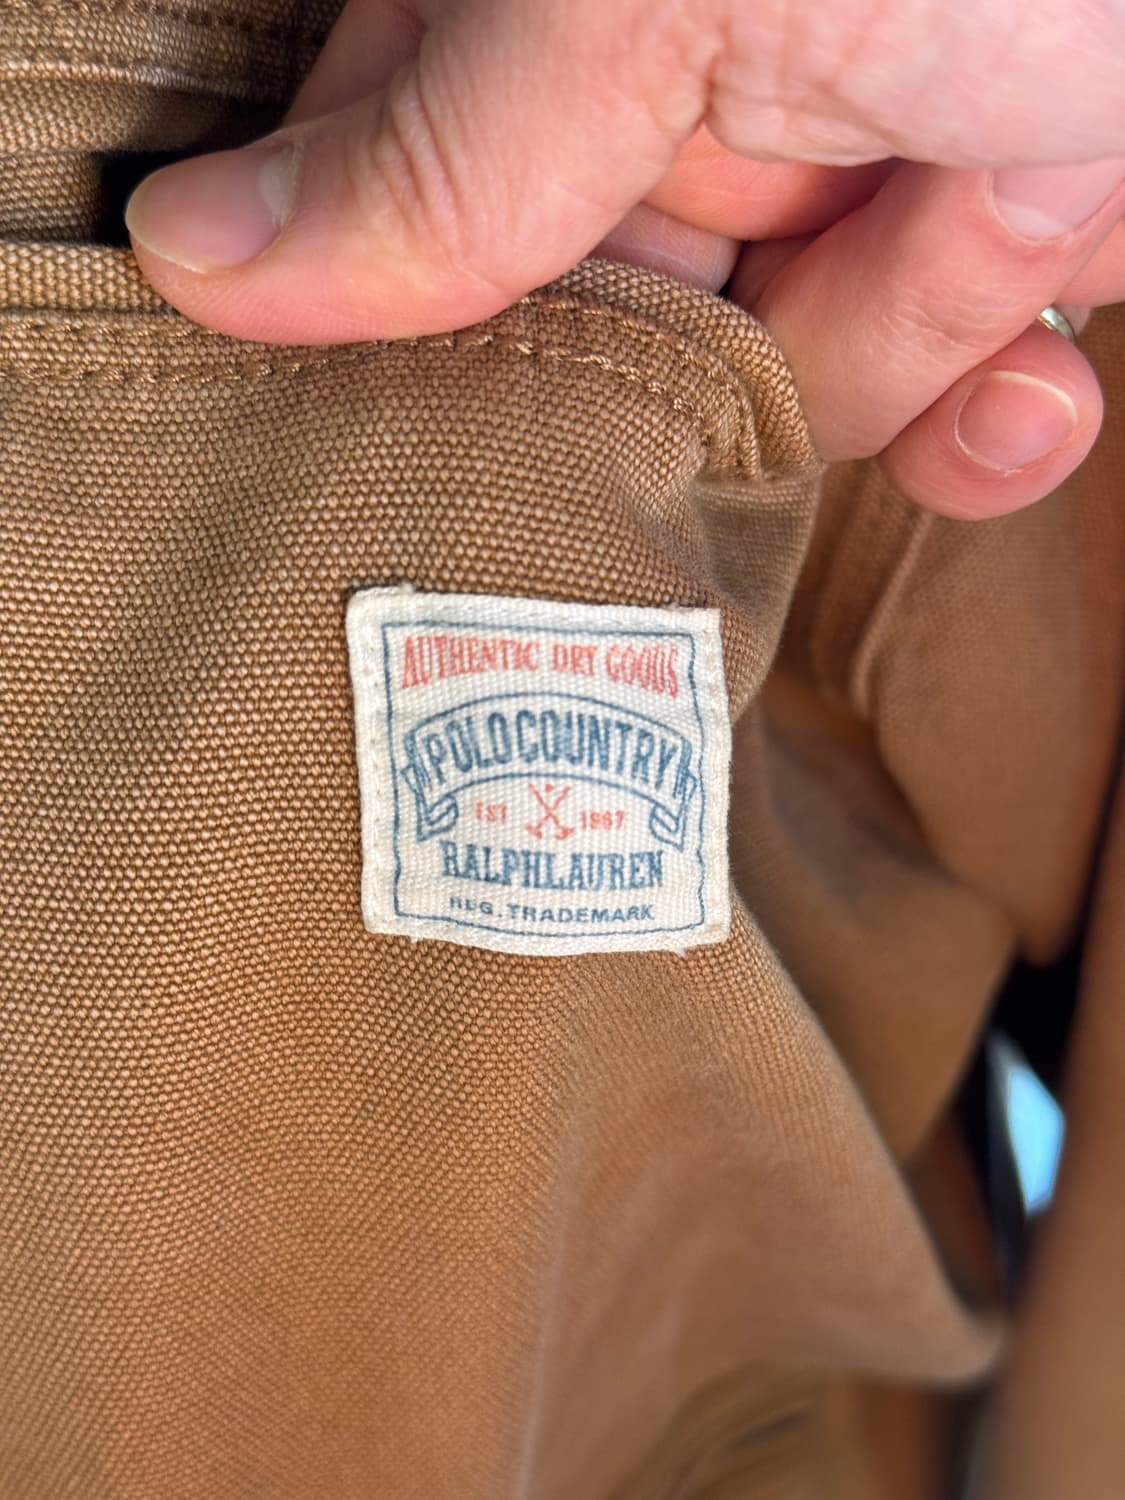 AUTHENTIC DRY GOODS
POLO COUNTRY
EST 1967
RALPH LAUREN
REG. TRADEMARK